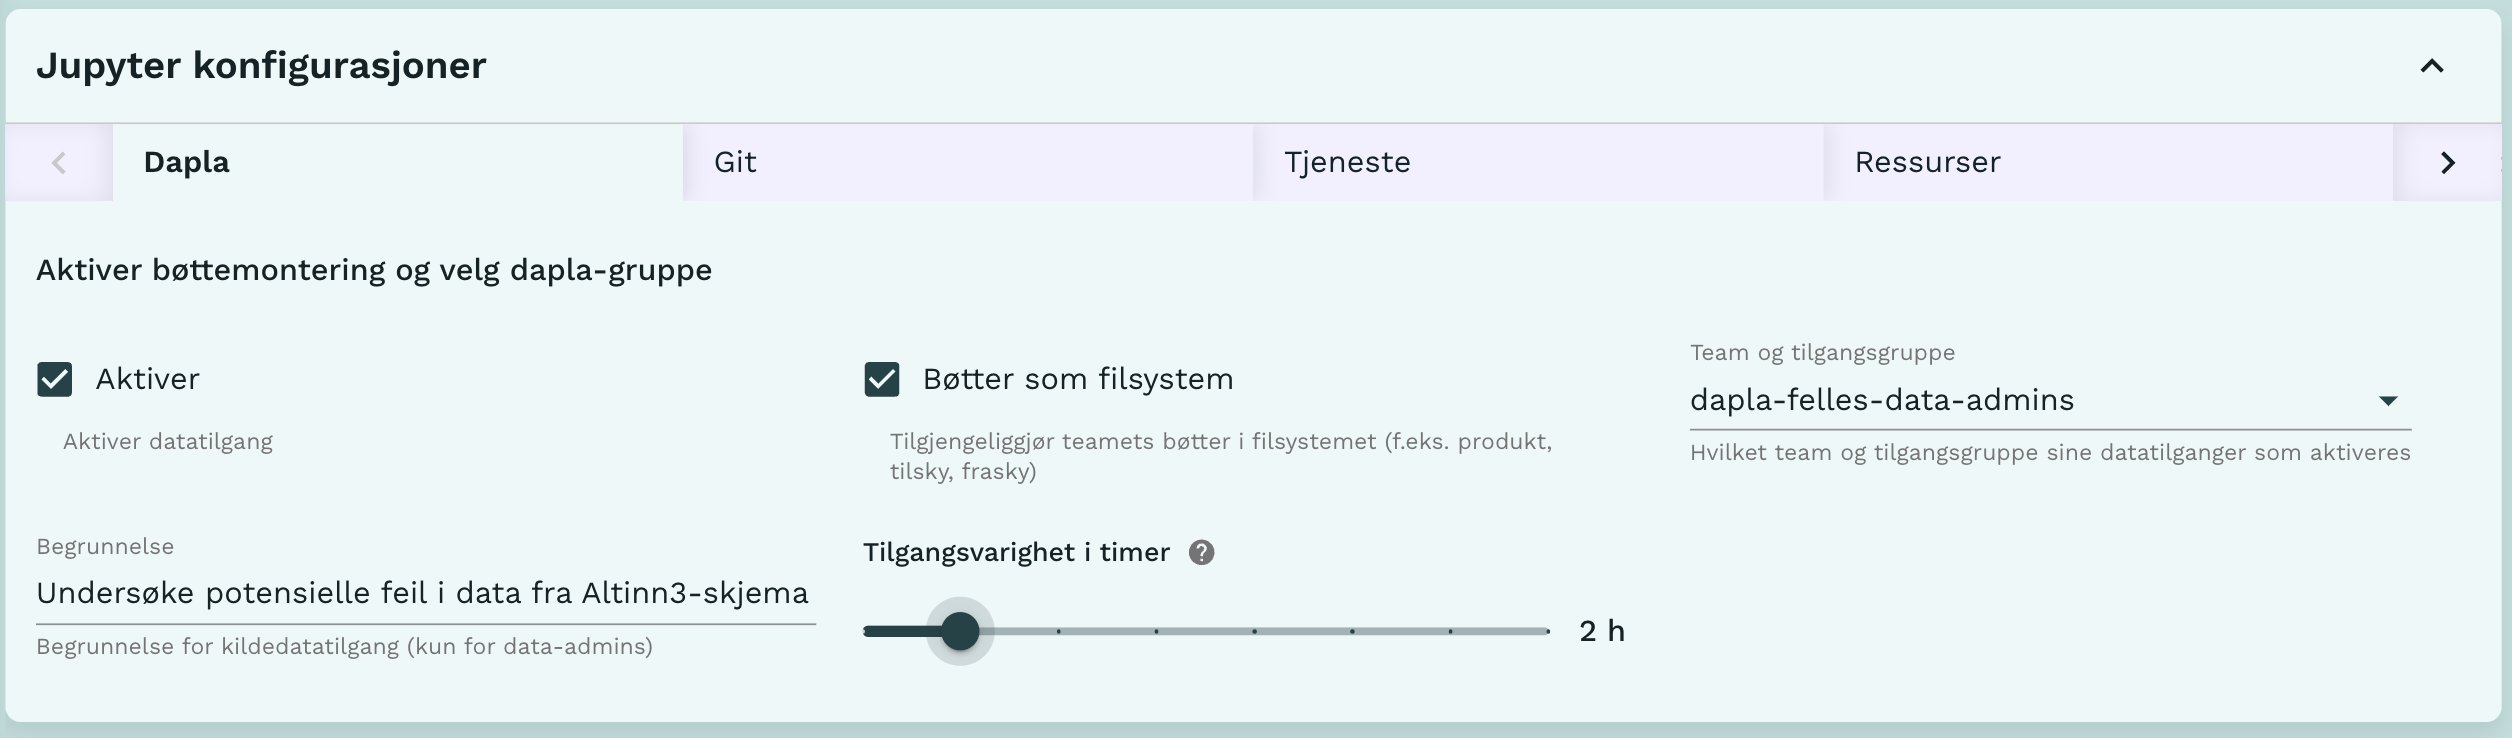 Jupyter konfigurasjoner
Dapla
Git
Tjeneste
Ressurser
Aktiver bøttemontering og velg dapla-gruppe
Aktiver
Aktiver datatilgang
Bøtter som filsystem
Tilgjengeliggjør teamets bøtter i filsystemet (f.eks. produkt,
tilsky, frasky)
Team og tilgangsgruppe
dapla-felles-data-admins
Hvilket team og tilgangsgruppe sine datatilganger som aktiveres
Begrunnelse
Undersøke potensielle feil i data fra Altinn3-skjema
Begrunnelse for kildedatatilgang (kun for data-admins)
Tilgangsvarighet i timer ?
2 h